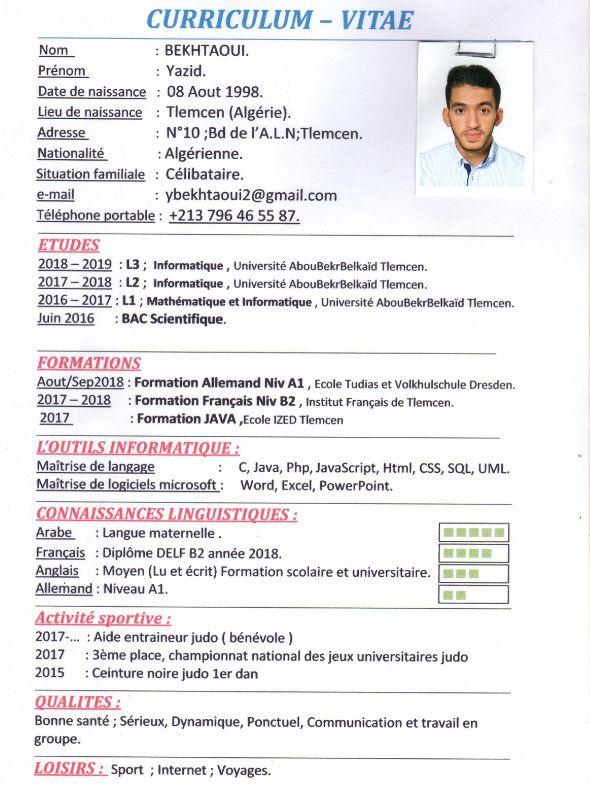 CURRICULUM – VITAE
Nom : BEKHTAOUI.
Prénom : Yazid.
Date de naissance : 08 Aout 1998.
Lieu de naissance : Tlemcen (Algérie).
Adresse : N°10 ;Bd de l’A.L.N;Tlemcen.
Nationalité : Algérienne.
Situation familiale : Célibataire.
e-mail : ybekhtaoui2@gmail.com
Téléphone portable : +213 796 46 55 87.
ETUDES
2018 – 2019 : L3 ; Informatique , Université AbouBekrBelkaïd Tlemcen.
2017 – 2018 : L2 ; Informatique , Université AbouBekrBelkaïd Tlemcen.
2016 – 2017 : L1 ; Mathématique et Informatique , Université AbouBekrBelkaïd Tlemcen.
Juin 2016 : BAC Scientifique.
FORMATIONS
Aout/Sep2018 : Formation Allemand Niv A1 , Ecole Tudias et Volkhulschule Dresden.
2017 – 2018 : Formation Français Niv B2 , Institut Français de Tlemcen.
2017 : Formation JAVA ,Ecole IZED Tlemcen
L’OUTILS INFORMATIQUE :
Maîtrise de langage : C, Java, Php, JavaScript, Html, CSS, SQL, UML.
Maîtrise de logiciels microsoft : Word, Excel, PowerPoint.
CONNAISSANCES LINGUISTIQUES :
Arabe : Langue maternelle .
Français : Diplôme DELF B2 année 2018.
Anglais : Moyen (Lu et écrit) Formation scolaire et universitaire.
Allemand : Niveau A1.
Activité sportive :
2017-... : Aide entraineur judo ( bénévole )
2017 : 3ème place, championnat national des jeux universitaires judo
2015 : Ceinture noire judo 1er dan
QUALITES :
Bonne santé ; Sérieux, Dynamique, Ponctuel, Communication et travail en
groupe.
LOISIRS : Sport ; Internet ; Voyages.